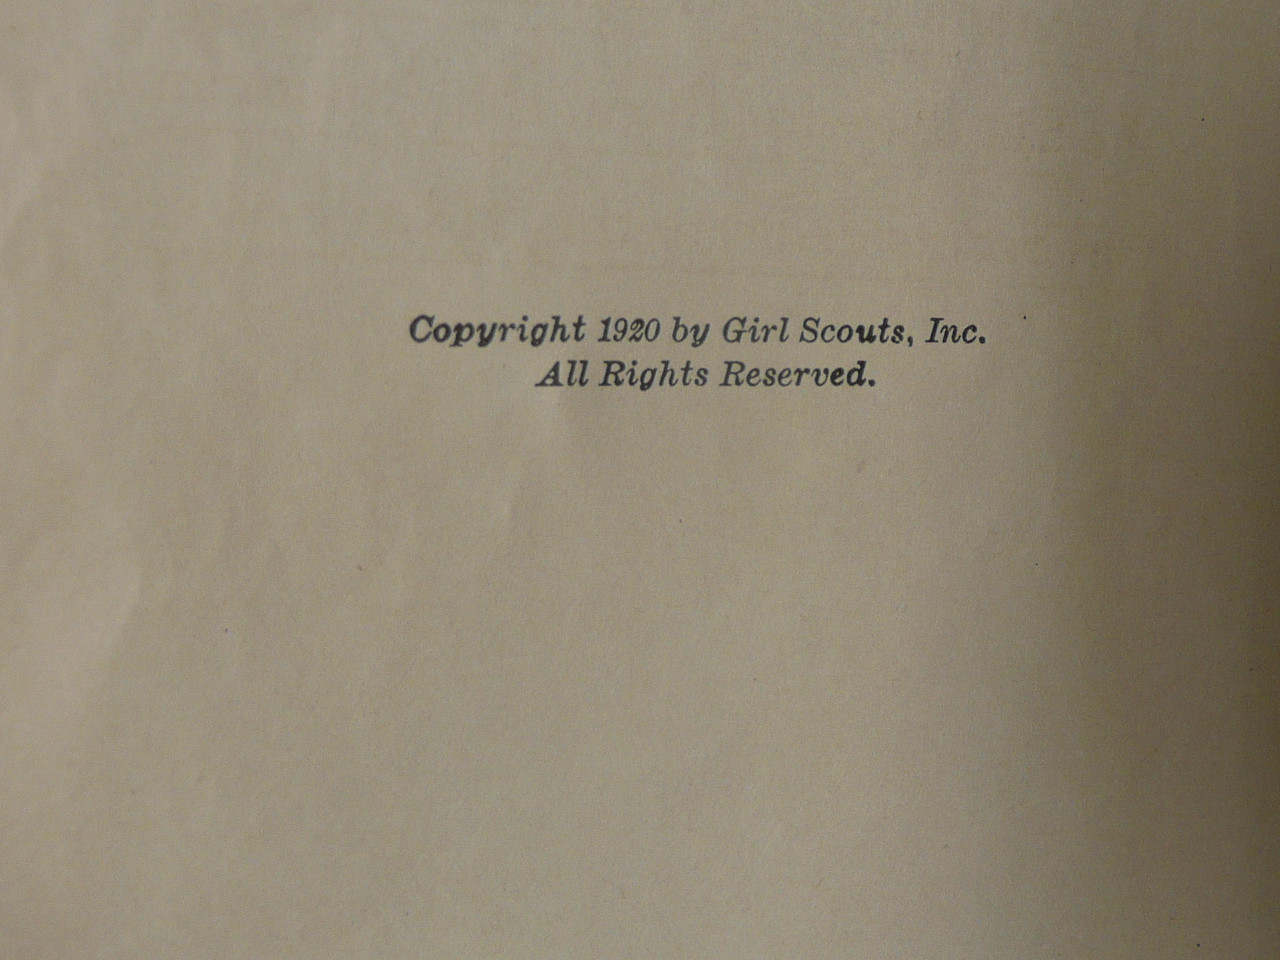 Copyright 1920 by Girl Scouts, Inc.
All Rights Reserved.